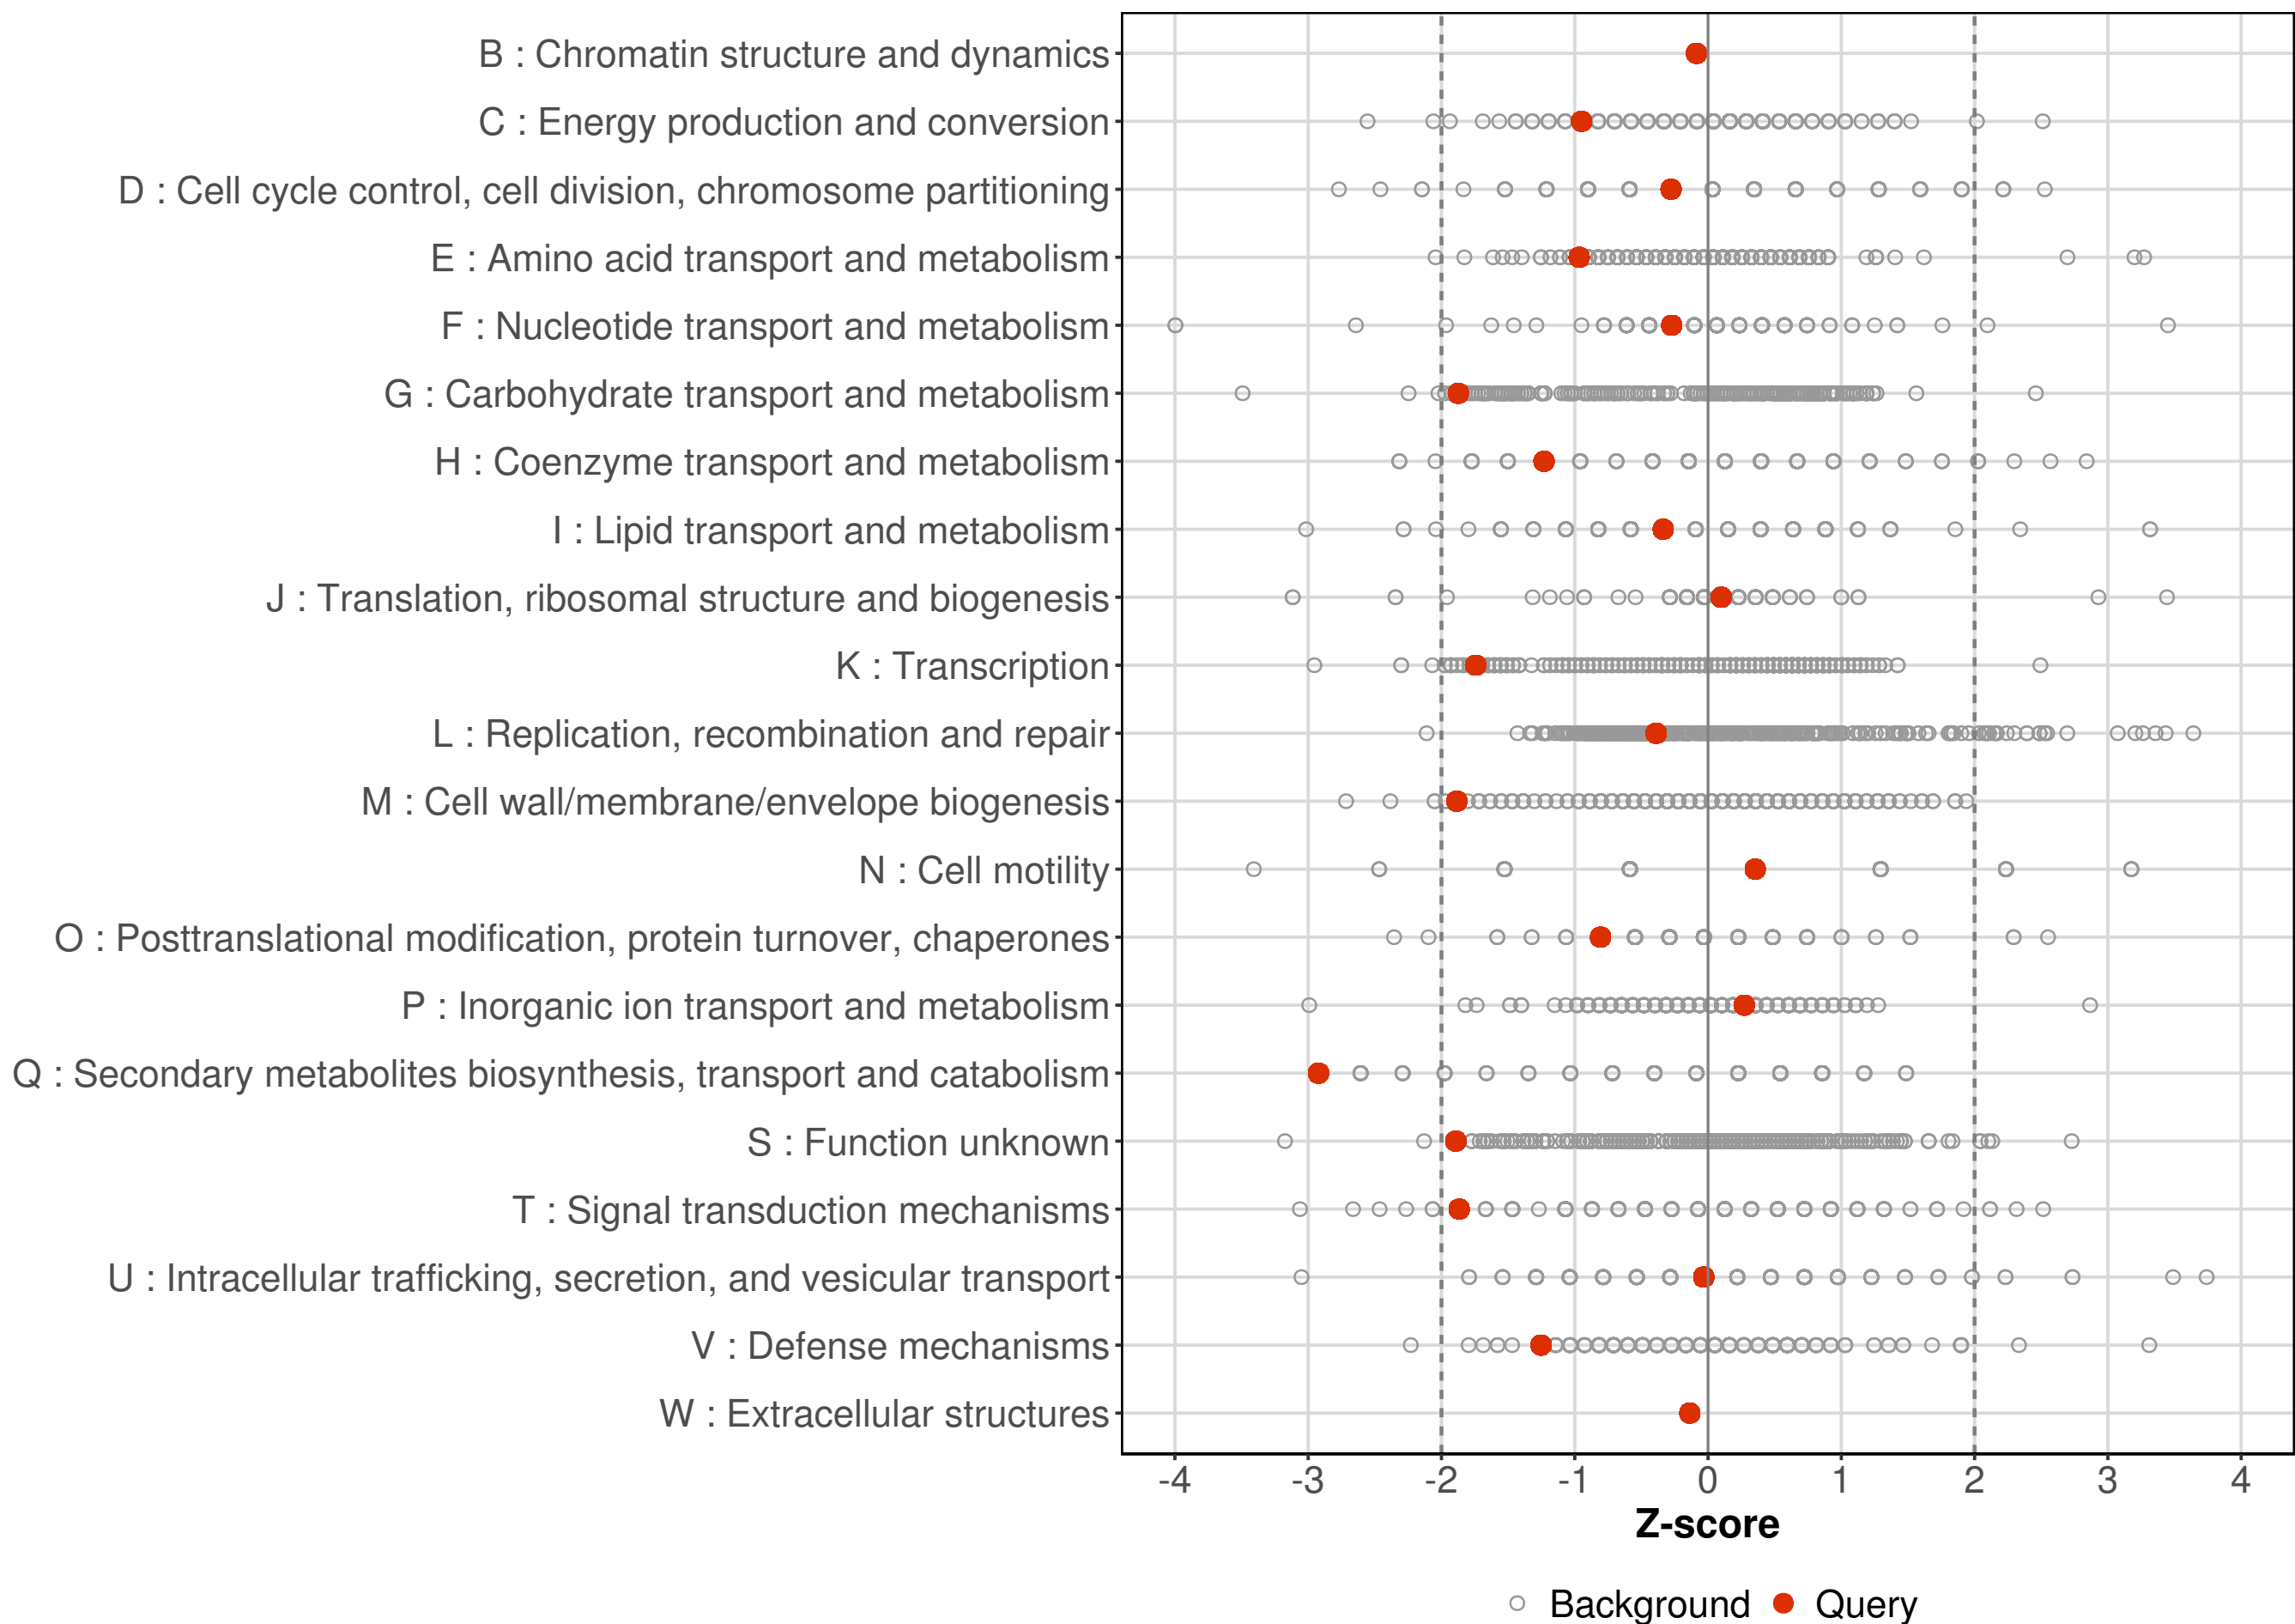 B : Chromatin structure and dynamics
C : Energy production and conversion
D : Cell cycle control, cell division, chromosome partitioning
E : Amino acid transport and metabolism
F : Nucleotide transport and metabolism
G : Carbohydrate transport and metabolism
H : Coenzyme transport and metabolism
I : Lipid transport and metabolism
J : Translation, ribosomal structure and biogenesis
K : Transcription
L : Replication, recombination and repair
M : Cell wall/membrane/envelope biogenesis
N : Cell motility
O : Posttranslational modification, protein turnover, chaperones
P : Inorganic ion transport and metabolism
Q : Secondary metabolites biosynthesis, transport and catabolism
S : Function unknown
T : Signal transduction mechanisms
U : Intracellular trafficking, secretion, and vesicular transport
V : Defense mechanisms
W : Extracellular structures
-4 -3 -2 -1 0 1 2 3 4
Z-score
Background Query